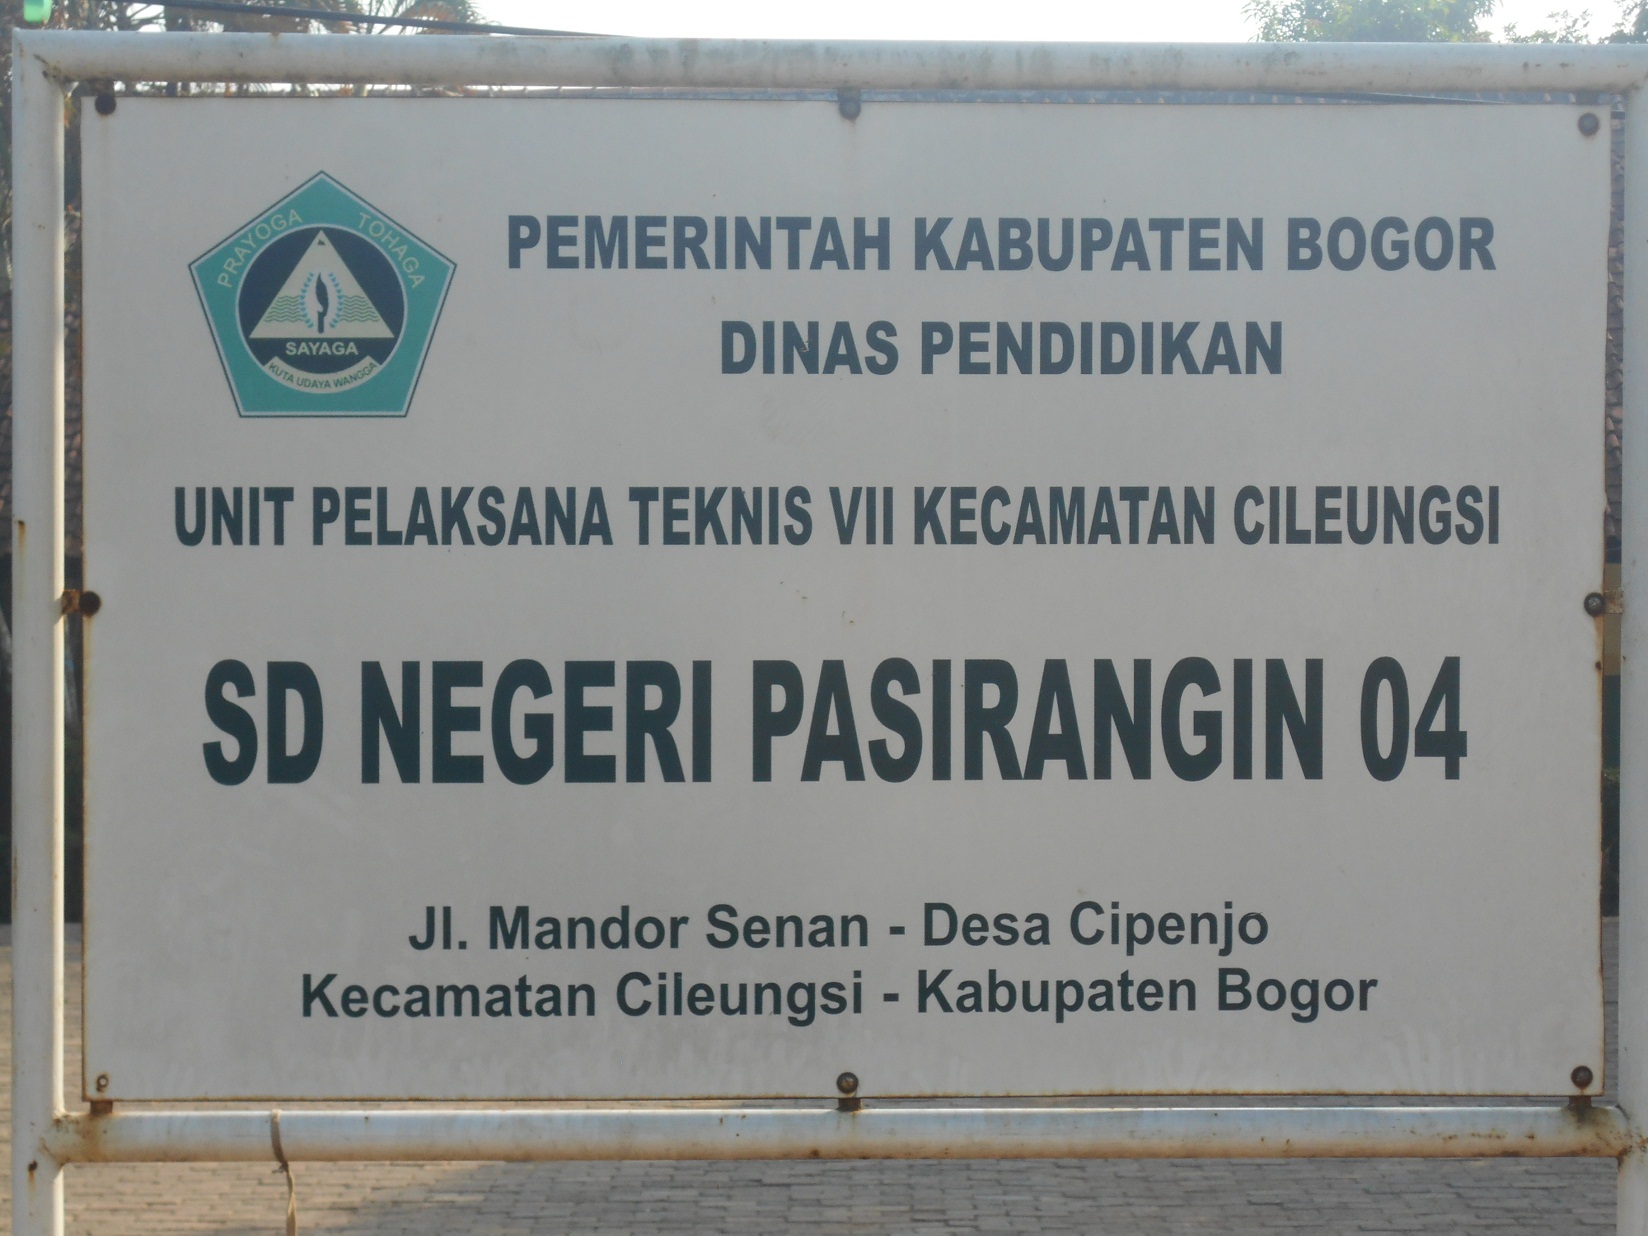 PRAYOGA TOHAGA
SAYAGA
KUTA UDAYA WANGGA
PEMERINTAH KABUPATEN BOGOR
DINAS PENDIDIKAN
UNIT PELAKSANA TEKNIS VII KECAMATAN CILEUNGSI
SD NEGERI PASIRANGIN 04
Jl. Mandor Senan - Desa Cipenjo
Kecamatan Cileungsi - Kabupaten Bogor